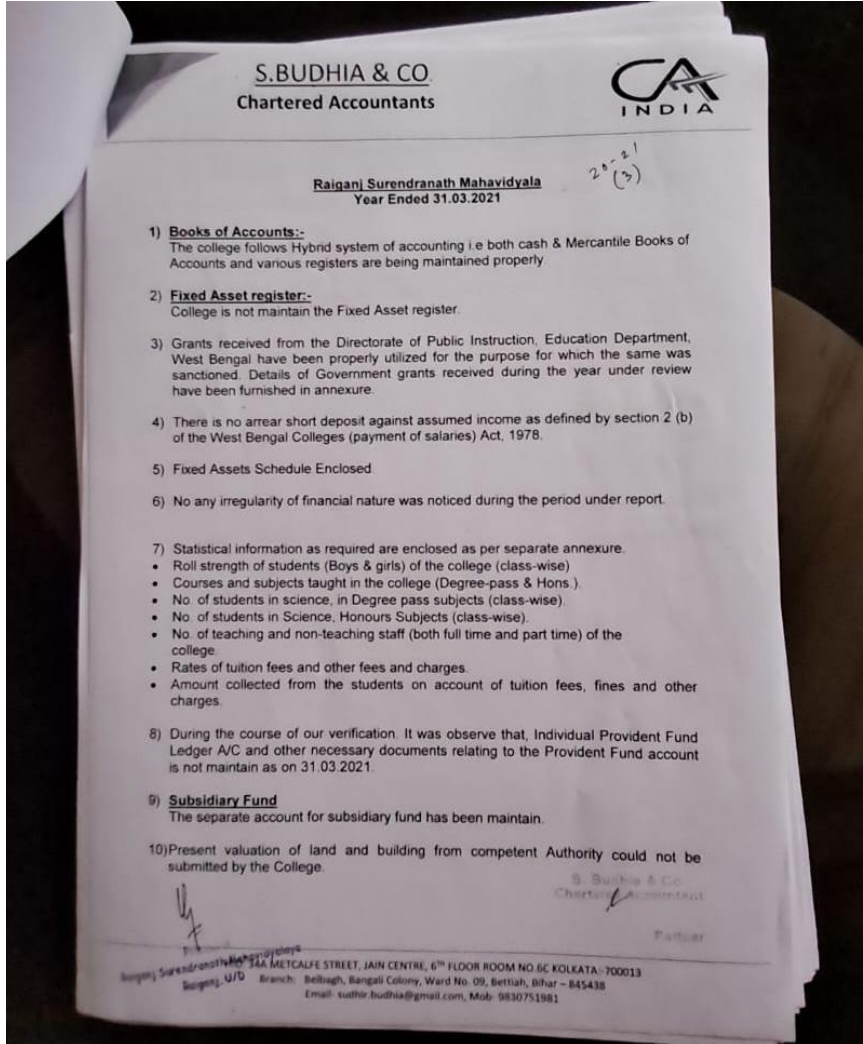 S.BUDHIA & CO.
Chartered Accountants
CA
INDIA
20-21
(3)
Raiganj Surendranath Mahavidyala
Year Ended 31.03.2021
1) Books of Accounts:-
The college follows Hybrid system of accounting i.e both cash & Mercantile Books of
Accounts and various registers are being maintained properly.
2) Fixed Asset register:-
College is not maintain the Fixed Asset register.
3) Grants received from the Directorate of Public Instruction, Education Department,
West Bengal have been properly utilized for the purpose for which the same was
sanctioned. Details of Government grants received during the year under review
have been furnished in annexure.
4) There is no arrear short deposit against assumed income as defined by section 2 (b)
of the West Bengal Colleges (payment of salaries) Act, 1978.
5) Fixed Assets Schedule Enclosed.
6) No any irregularity of financial nature was noticed during the period under report.
7) Statistical information as required are enclosed as per separate annexure.
• Roll strength of students (Boys & girls) of the college (class-wise)
• Courses and subjects taught in the college (Degree-pass & Hons.).
• No. of students in science, in Degree pass subjects (class-wise).
• No. of students in Science, Honours Subjects (class-wise).
• No. of teaching and non-teaching staff (both full time and part time) of the
college.
• Rates of tuition fees and other fees and charges.
• Amount collected from the students on account of tuition fees, fines and other
charges.
8) During the course of our verification. It was observe that, Individual Provident Fund
Ledger A/C and other necessary documents relating to the Provident Fund account
is not maintain as on 31.03.2021.
9) Subsidiary Fund
The separate account for subsidiary fund has been maintain.
10)Present valuation of land and building from competent Authority could not be
submitted by the College.
S. Budhia & Co.
Chartered Accountant
Partner
Raiganj Surendranath Mahavidyalaya
Raiganj, U/D
34A METCALFE STREET, JAIN CENTRE, 6TH FLOOR ROOM NO.6C KOLKATA -700013
Branch: Belbagh, Bangali Colony, Ward No. 09, Bettiah, Bihar – 845438
Email- sudhir.budhia@gmail.com, Mob- 9830751981